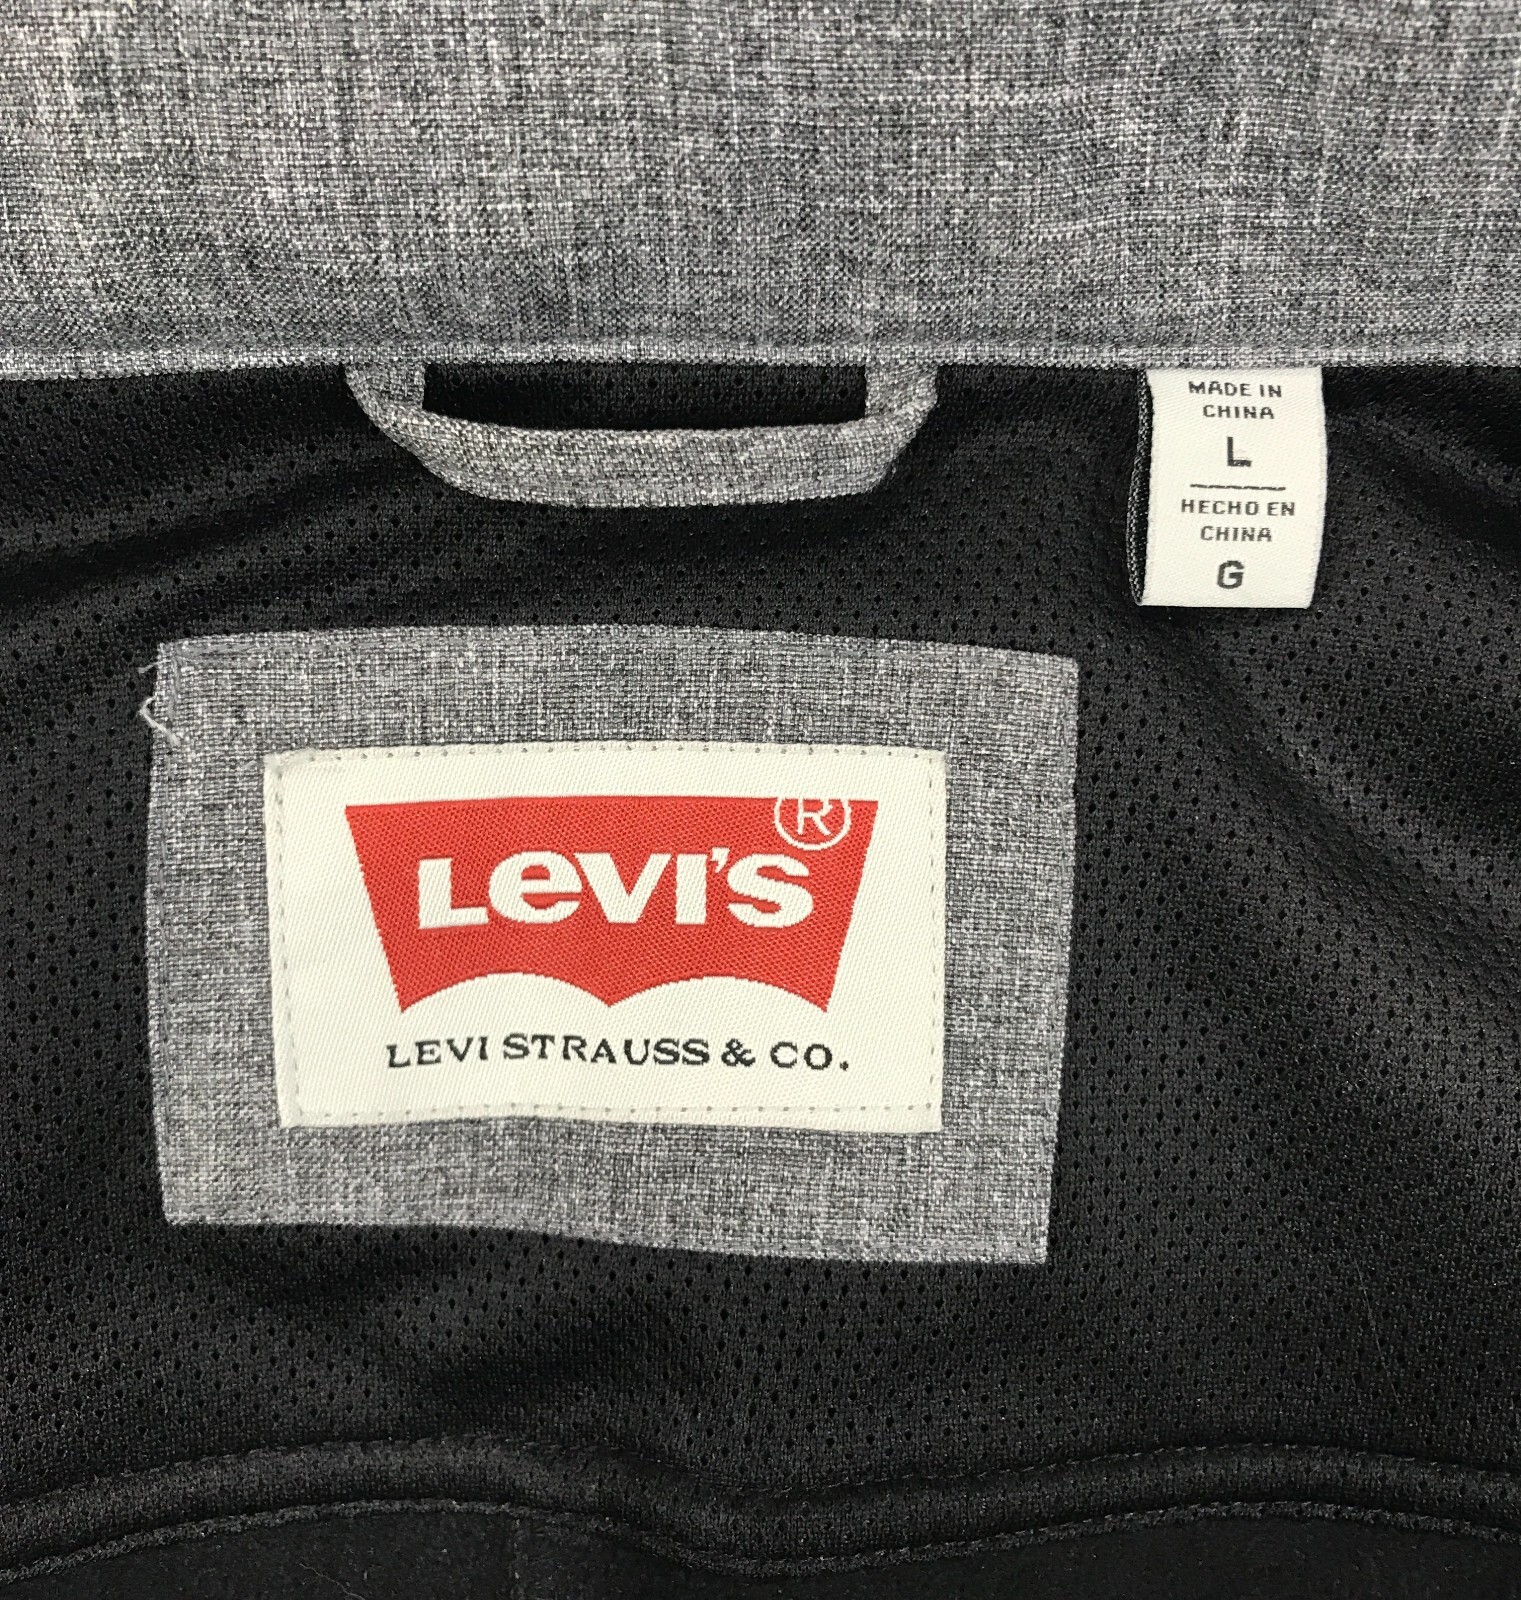 MADE IN
CHINA
L
HECHO EN
CHINA
G
LEVI'S ®
LEVI STRAUSS & CO.